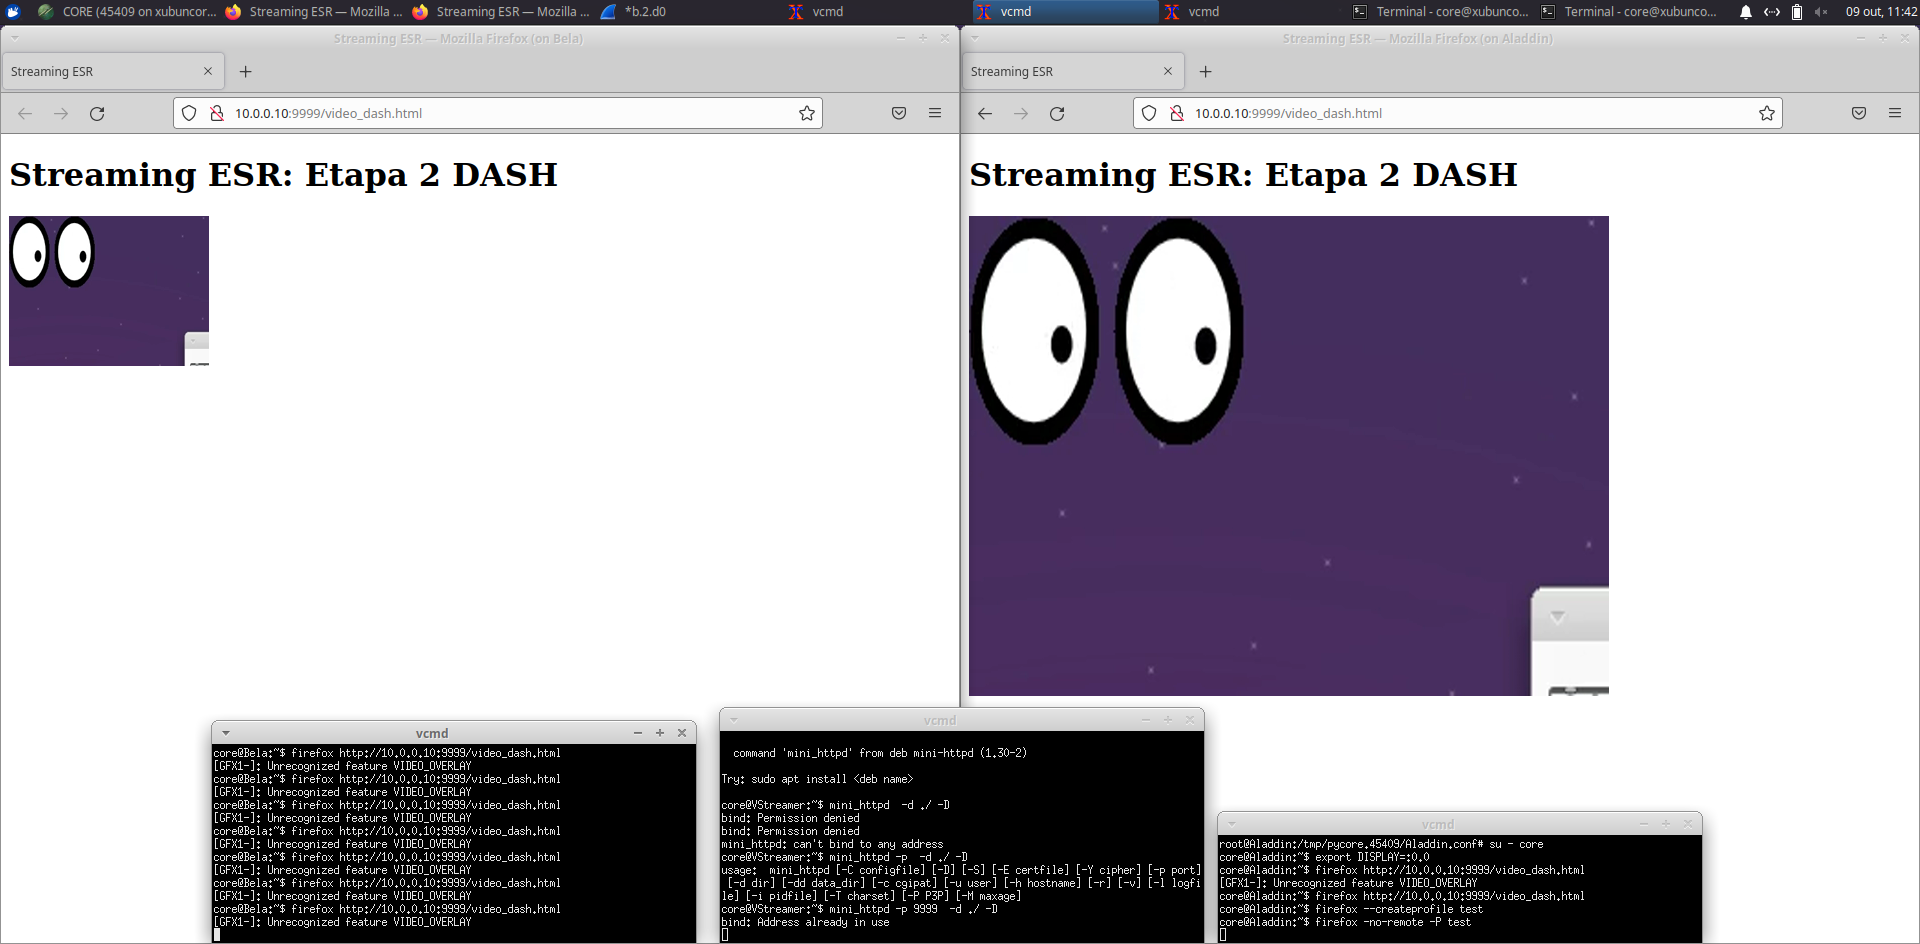 CORE (45409 on xubuncor...
Streaming ESR — Mozilla ...
Streaming ESR — Mozilla ...
*b.2.d0
vcmd
vcmd
vcmd
Terminal - core@xubunco...
Terminal - core@xubunco...
09 out, 11:42
Streaming ESR — Mozilla Firefox (on Bela)
Streaming ESR
10.0.0.10:9999/video_dash.html
Streaming ESR: Etapa 2 DASH
Streaming ESR — Mozilla Firefox (on Aladdin)
Streaming ESR
10.0.0.10:9999/video_dash.html
Streaming ESR: Etapa 2 DASH
vcmd
core@Bela:~$ firefox http://10.0.0.10:9999/video_dash.html
[GFX1-]: Unrecognized feature VIDEO_OVERLAY
core@Bela:~$ firefox http://10.0.0.10:9999/video_dash.html
[GFX1-]: Unrecognized feature VIDEO_OVERLAY
core@Bela:~$ firefox http://10.0.0.10:9999/video_dash.html
[GFX1-]: Unrecognized feature VIDEO_OVERLAY
core@Bela:~$ firefox http://10.0.0.10:9999/video_dash.html
[GFX1-]: Unrecognized feature VIDEO_OVERLAY
core@Bela:~$ firefox http://10.0.0.10:9999/video_dash.html
[GFX1-]: Unrecognized feature VIDEO_OVERLAY
core@Bela:~$ firefox http://10.0.0.10:9999/video_dash.html
[GFX1-]: Unrecognized feature VIDEO_OVERLAY
core@Bela:~$ firefox http://10.0.0.10:9999/video_dash.html
[GFX1-]: Unrecognized feature VIDEO_OVERLAY
vcmd
command 'mini_httpd' from deb mini-httpd (1.30-2)
Try: sudo apt install <deb name>
core@VStreamer:~$ mini_httpd  -d ./ -D
bind: Permission denied
bind: Permission denied
mini_httpd: can't bind to any address
core@VStreamer:~$ mini_httpd -p  -d ./ -D
usage:  mini_httpd [-C configfile] [-D] [-S] [-E certfile] [-Y cipher] [-p port]
 [-d dir] [-dd data_dir] [-c cgipat] [-u user] [-h hostname] [-r] [-v] [-l logfi
le] [-i pidfile] [-T charset] [-P P3P] [-M maxage]
core@VStreamer:~$ mini_httpd -p 9999  -d ./ -D
bind: Address already in use
vcmd
root@Aladdin:/tmp/pycore.45409/Aladdin.conf# su - core
core@Aladdin:~$ export DISPLAY=:0.0
core@Aladdin:~$ firefox http://10.0.0.10:9999/video_dash.html
[GFX1-]: Unrecognized feature VIDEO_OVERLAY
core@Aladdin:~$ firefox http://10.0.0.10:9999/video_dash.html
core@Aladdin:~$ firefox --createprofile test
core@Aladdin:~$ firefox -no-remote -P test